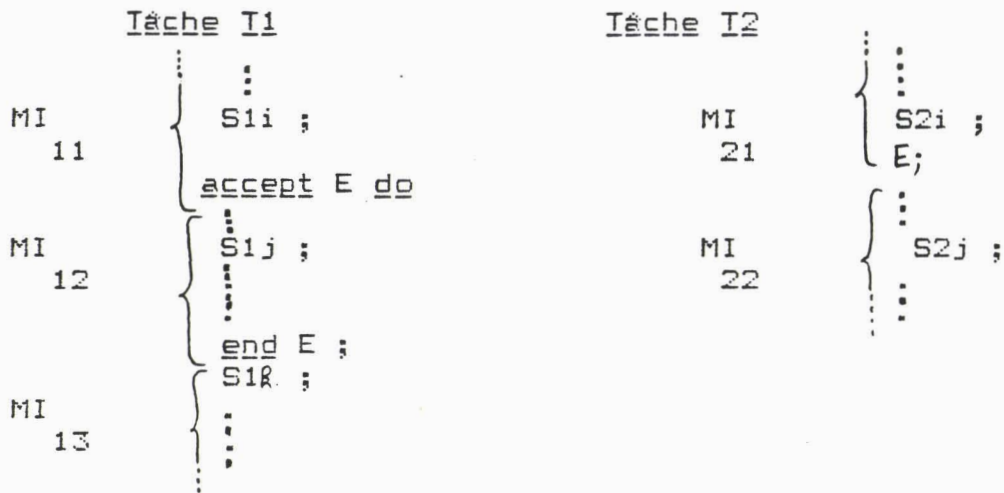 Tâche T1
MI 11
S1i ;
accept E do
MI 12
S1j ;
end E ;
S1k ;
MI 13
Tâche T2
MI 21
S2i ;
E;
MI 22
S2j ;